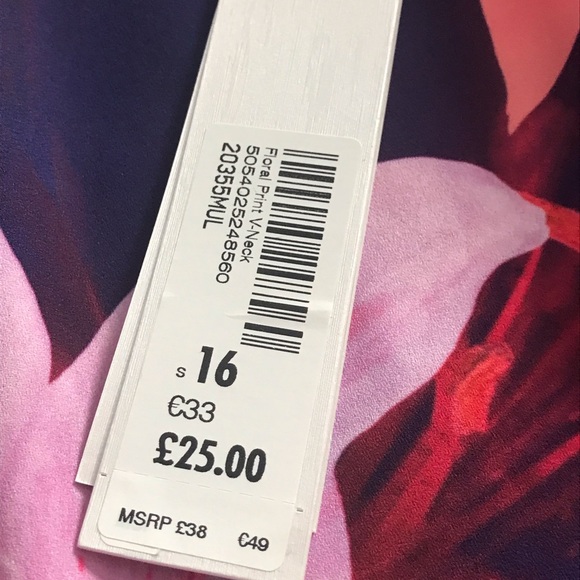 Floral Print V-Neck
5054025248560
20355MUL
S 16
€33
£25.00
MSRP £38 €49